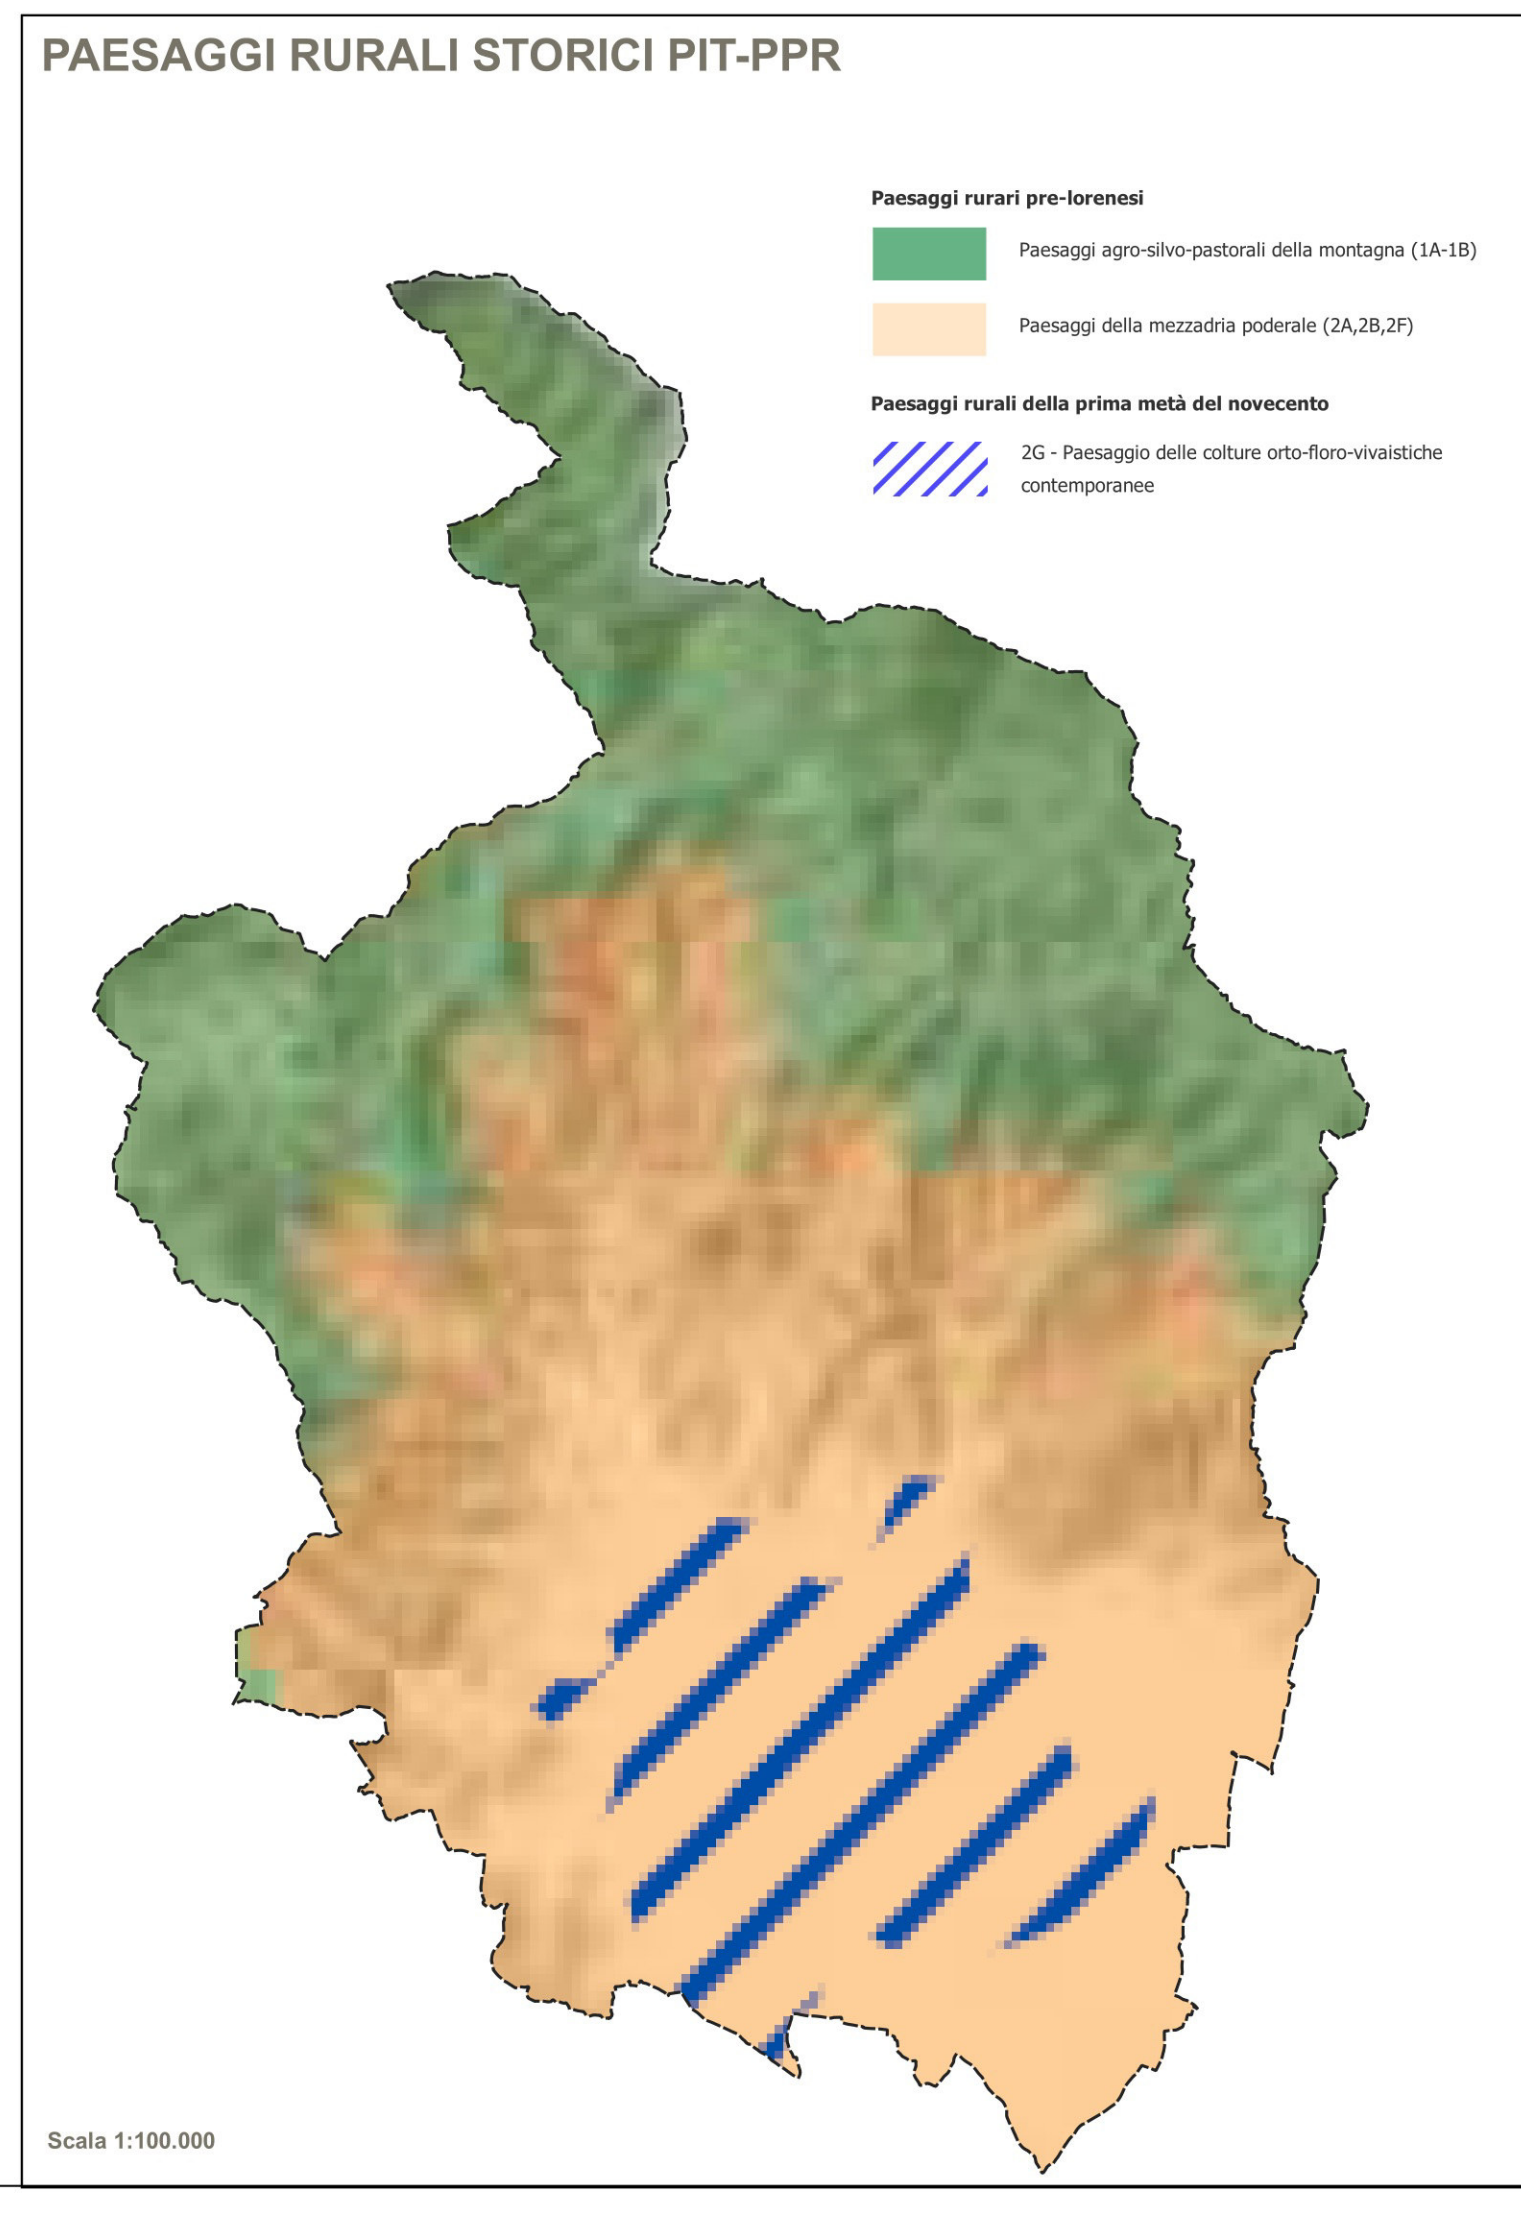 PAESAGGI RURALI STORICI PIT-PPR
Paesaggi rurari pre-lorenesi
Paesaggi agro-silvo-pastorali della montagna (1A-1B)
Paesaggi della mezzadria poderale (2A,2B,2F)
Paesaggi rurali della prima metà del novecento
2G - Paesaggio delle colture orto-floro-vivaistiche
contemporanee
Scala 1:100.000